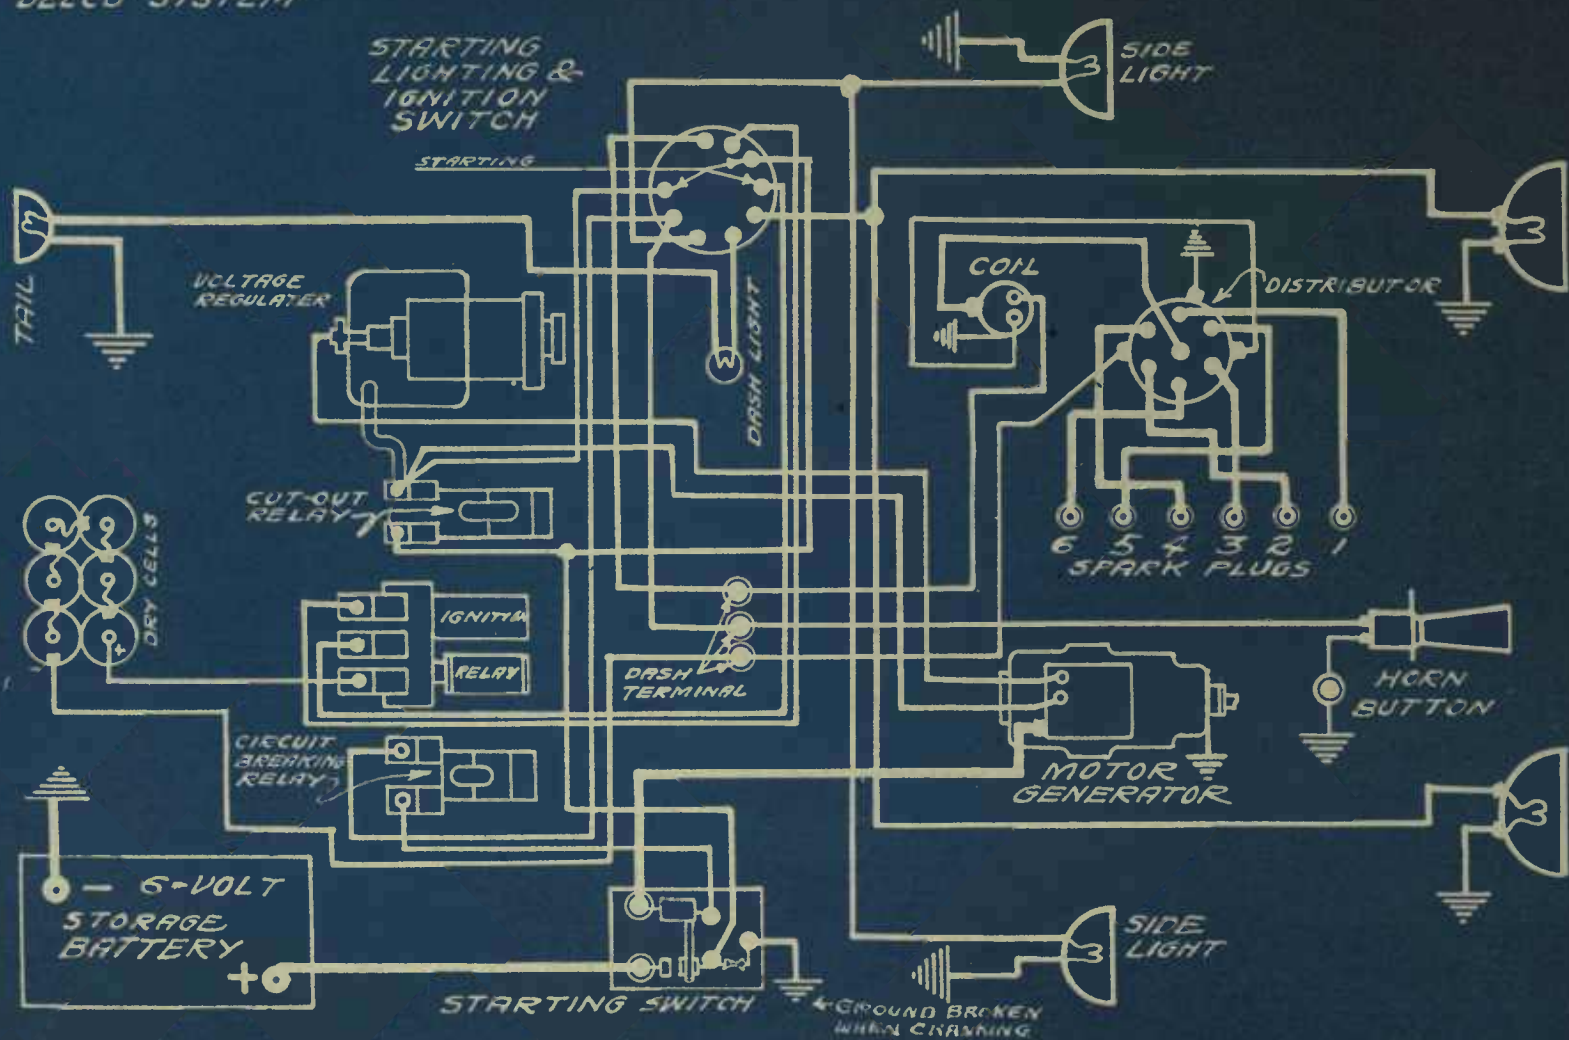 DELCO SYSTEM
STARTING
LIGHTING &
IGNITION
SWITCH
STARTING
SIDE
LIGHT
TAIL
VOLTAGE
REGULATER
DASH LIGHT
COIL
DISTRIBUTOR
CUT-OUT
RELAY
DRY CELLS
+
-
6 5 4 3 2 1
SPARK PLUGS
IGNITION
RELAY
DASH
TERMINAL
HORN
BUTTON
CIRCUIT
BREAKING
RELAY
MOTOR
GENERATOR
- 6-VOLT
STORAGE
BATTERY
+
STARTING SWITCH
GROUND BROKEN
WHEN CRANKING
SIDE
LIGHT